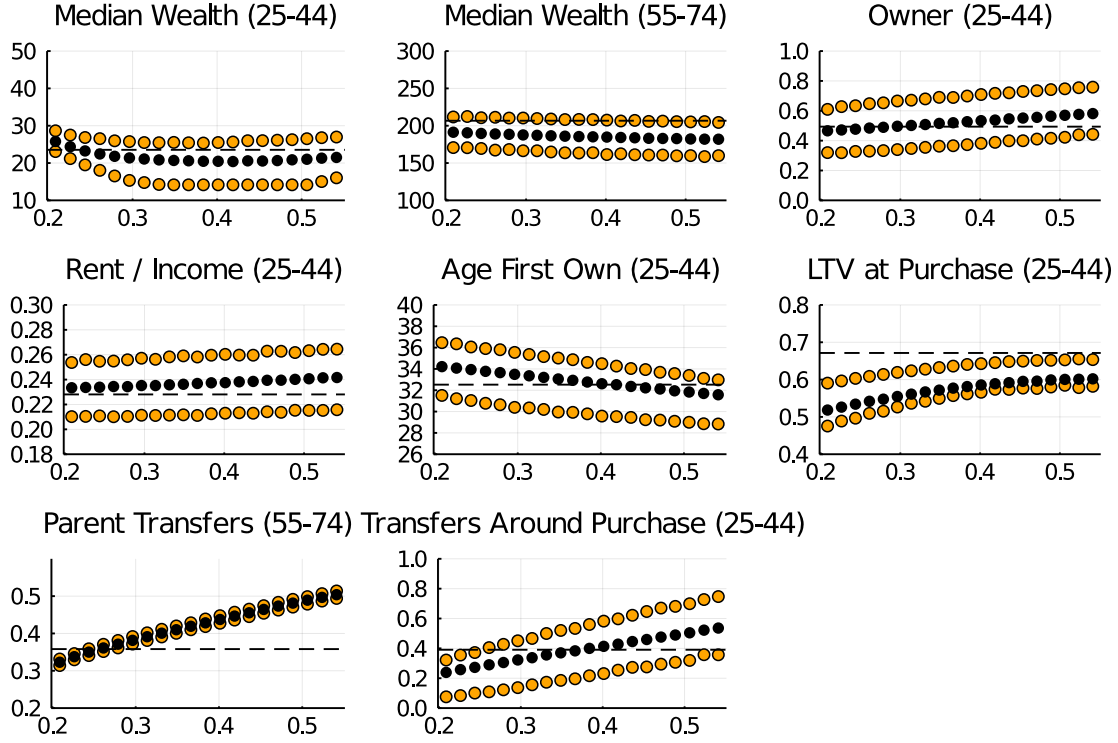 Median Wealth (25-44)
50
40
30
20
10
0.2 0.3 0.4 0.5
Median Wealth (55-74)
300
250
200
150
100
0.2 0.3 0.4 0.5
Owner (25-44)
1.0
0.8
0.6
0.4
0.2
0.0
0.2 0.3 0.4 0.5
Rent / Income (25-44)
0.30
0.28
0.26
0.24
0.22
0.20
0.18
0.2 0.3 0.4 0.5
Age First Own (25-44)
40
38
36
34
32
30
28
26
0.2 0.3 0.4 0.5
LTV at Purchase (25-44)
0.8
0.7
0.6
0.5
0.4
0.2 0.3 0.4 0.5
Parent Transfers (55-74)
0.5
0.4
0.3
0.2
0.2 0.3 0.4 0.5
Transfers Around Purchase (25-44)
1.0
0.8
0.6
0.4
0.2
0.0
0.2 0.3 0.4 0.5